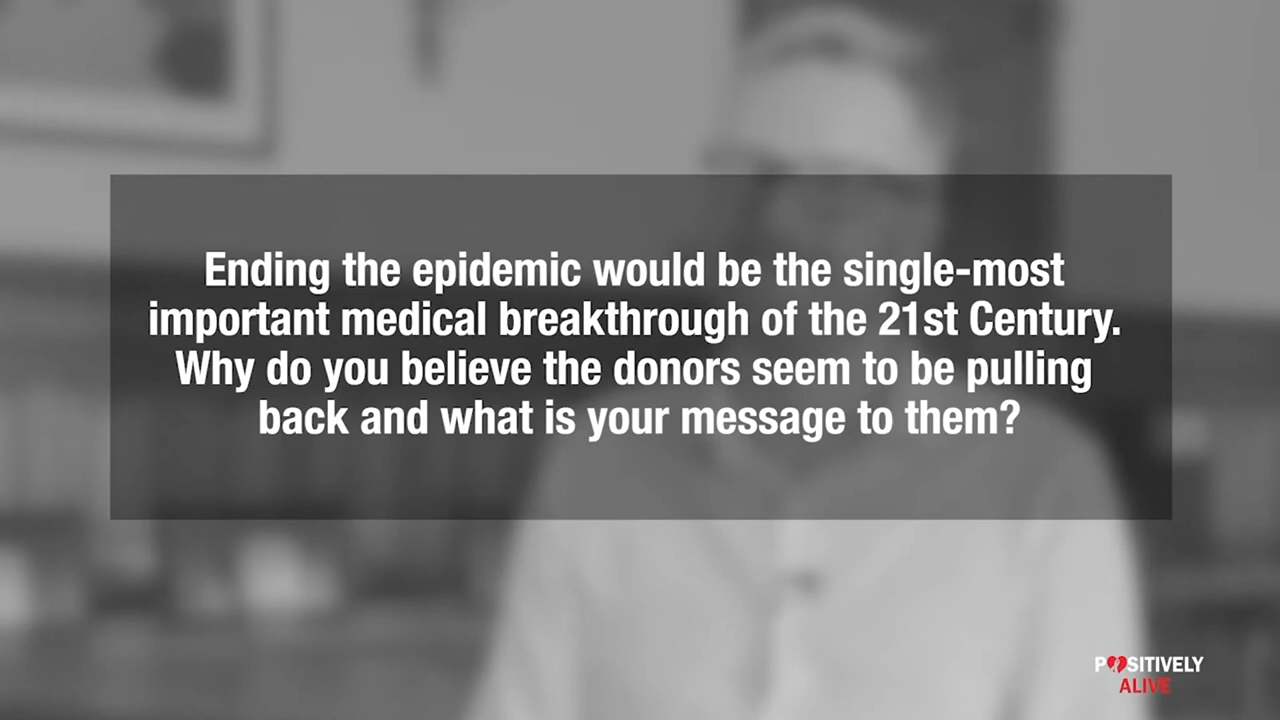 Ending the epidemic would be the single-most
important medical breakthrough of the 21st Century.
Why do you believe the donors seem to be pulling
back and what is your message to them?
POSITIVELY
ALIVE